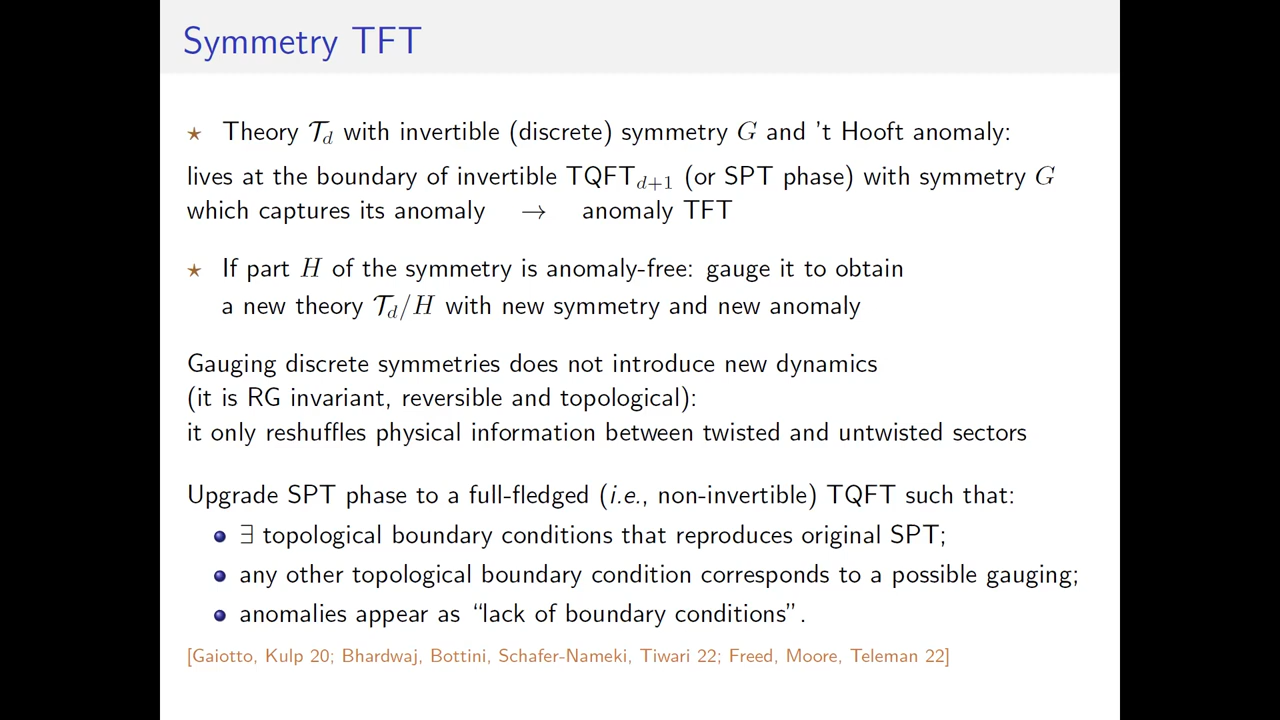 Symmetry TFT
⋆ Theory 𝒯_d with invertible (discrete) symmetry G and 't Hooft anomaly:
lives at the boundary of invertible TQFT_{d+1} (or SPT phase) with symmetry G
which captures its anomaly → anomaly TFT
⋆ If part H of the symmetry is anomaly-free: gauge it to obtain
a new theory 𝒯_d/H with new symmetry and new anomaly
Gauging discrete symmetries does not introduce new dynamics
(it is RG invariant, reversible and topological):
it only reshuffles physical information between twisted and untwisted sectors
Upgrade SPT phase to a full-fledged (i.e., non-invertible) TQFT such that:
∃ topological boundary conditions that reproduces original SPT;
any other topological boundary condition corresponds to a possible gauging;
anomalies appear as “lack of boundary conditions”.
[Gaiotto, Kulp 20; Bhardwaj, Bottini, Schafer-Nameki, Tiwari 22; Freed, Moore, Teleman 22]